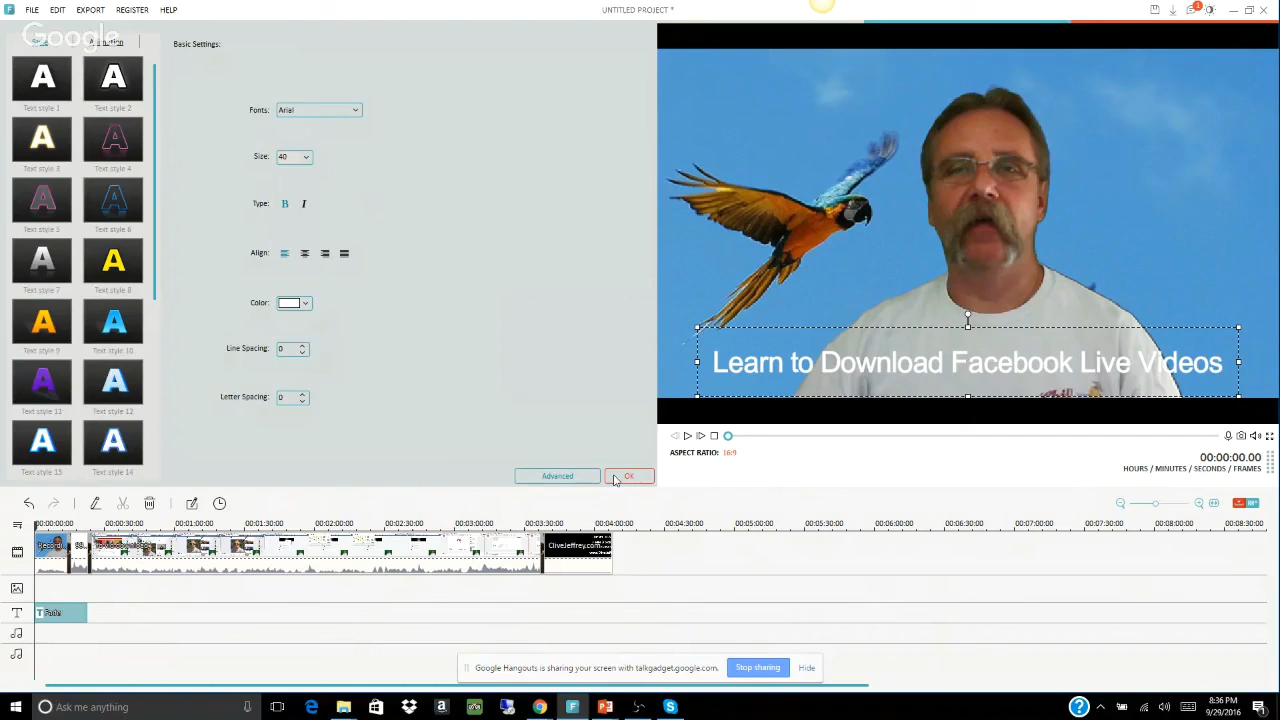 FILE EDIT EXPORT REGISTER HELP
UNTITLED PROJECT *
1
Google
Animation
Basic Settings:
Text style 1 Text style 2
Text style 3 Text style 4
Text style 5 Text style 6
Text style 7 Text style 8
Text style 9 Text style 10
Text style 11 Text style 12
Text style 13 Text style 14
Fonts: Arial
Size: 40
Type: B I
Align:
Color:
Line Spacing: 0
Letter Spacing: 0
Advanced OK
Learn to Download Facebook Live Videos
ASPECT RATIO: 16:9
00:00:00.00
HOURS / MINUTES / SECONDS / FRAMES
00:00:00:00 00:00:30:00 00:01:00:00 00:01:30:00 00:02:00:00 00:02:30:00 00:03:00:00 00:03:30:00 00:04:00:00 00:04:30:00 00:05:00:00 00:05:30:00 00:06:00:00 00:06:30:00 00:07:00:00 00:07:30:00 00:08:00:00 00:08:30:00
CliveJeffrey.com
T Fade
Google Hangouts is sharing your screen with talkgadget.google.com. Stop sharing Hide
Ask me anything
8:36 PM
9/29/2016